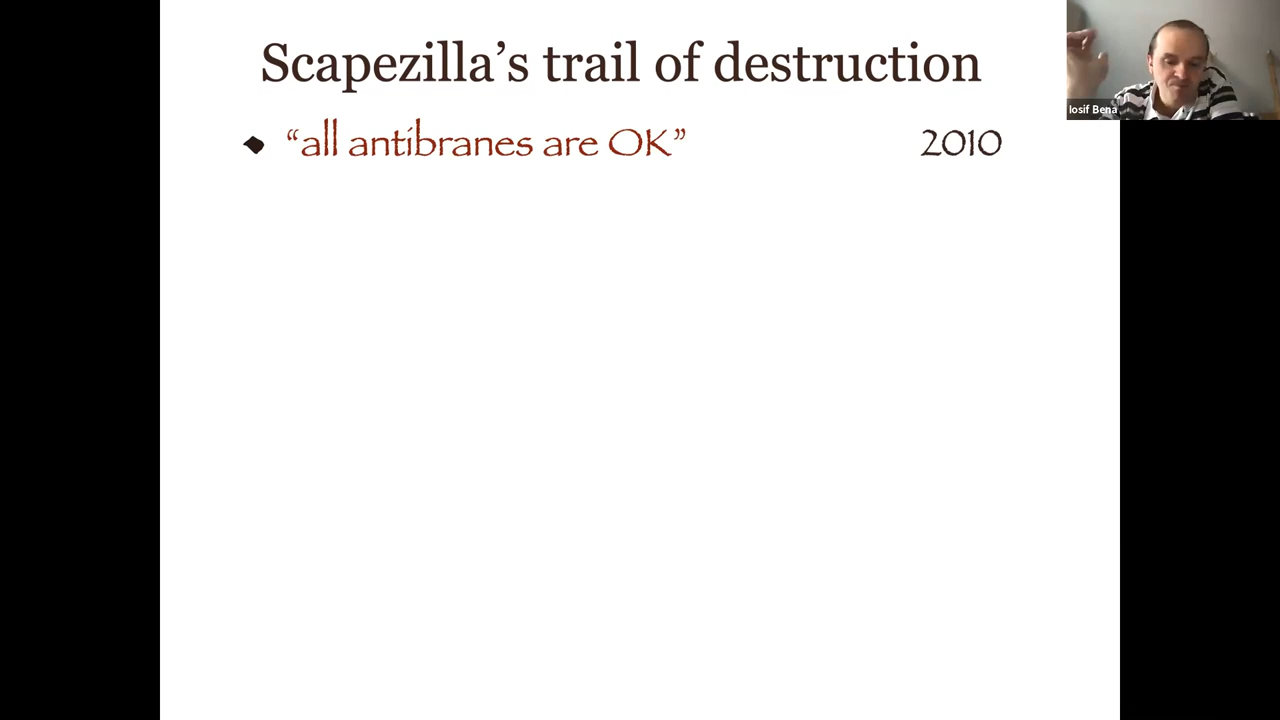 Scapezilla's trail of destruction
◆ “all antibranes are OK” 2010
Iosif Bena